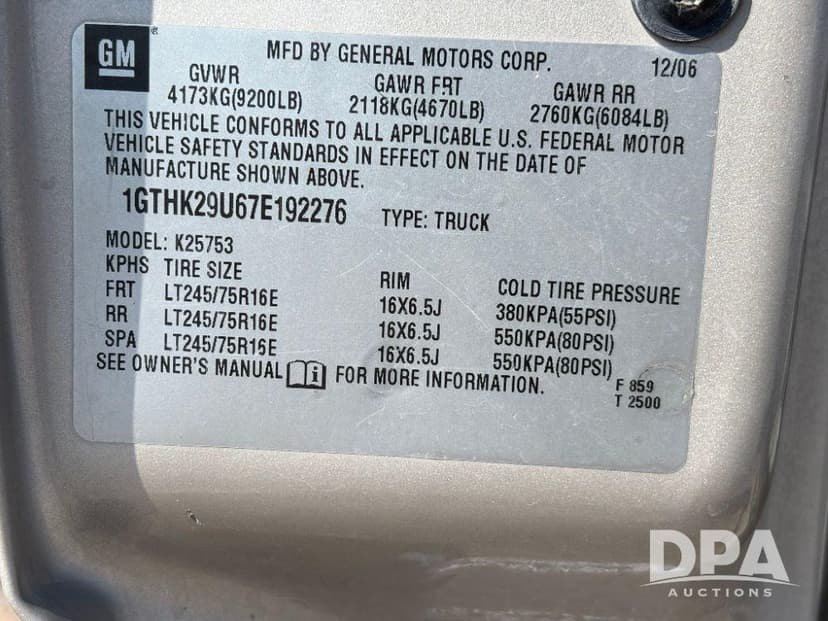 GM
MFD BY GENERAL MOTORS CORP. 12/06
GVWR GAWR FRT GAWR RR
4173KG(9200LB) 2118KG(4670LB) 2760KG(6084LB)
THIS VEHICLE CONFORMS TO ALL APPLICABLE U.S. FEDERAL MOTOR
VEHICLE SAFETY STANDARDS IN EFFECT ON THE DATE OF
MANUFACTURE SHOWN ABOVE.
1GTHK29U67E192276 TYPE: TRUCK
MODEL: K25753
KPHS TIRE SIZE RIM COLD TIRE PRESSURE
FRT LT245/75R16E 16X6.5J 380KPA(55PSI)
RR LT245/75R16E 16X6.5J 550KPA(80PSI)
SPA LT245/75R16E 16X6.5J 550KPA(80PSI)
SEE OWNER'S MANUAL i FOR MORE INFORMATION.
F 859
T 2500
DPA
AUCTIONS